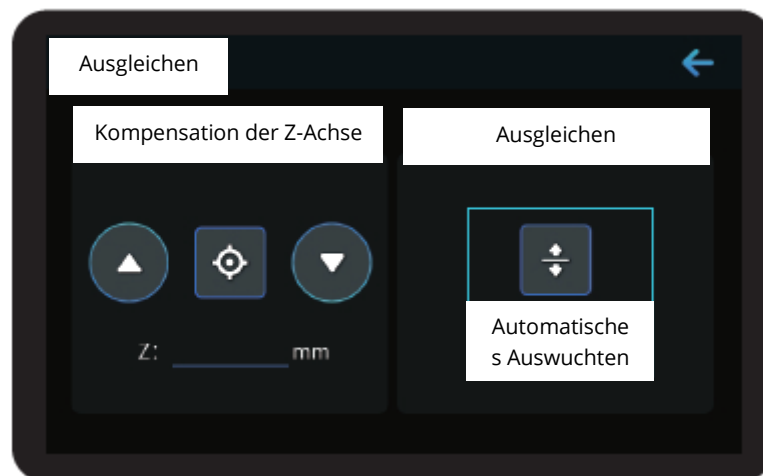 Ausgleichen
Kompensation der Z-Achse
Ausgleichen
Z: mm
Automatische
s Auswuchten